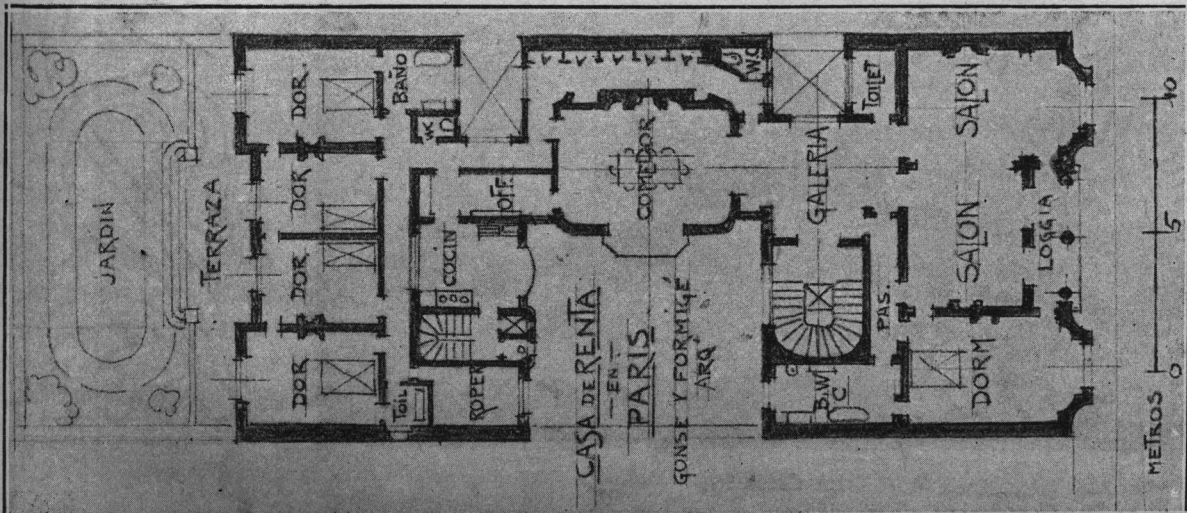 JARDIN
TERRAZA
DOR.
DOR
DOR
DOR
BAÑO
WC
TOIL
ROPER
COCIN
OFF.
COMEDOR
W.C.
CASA DE RENTA
— EN —
PARIS
GONSE Y FORMIGÉ
ARQ
TOILET
GALERIA
PAS.
B.W.
C
SALON
SALON
LOGGIA
DORM
10
5
0
METROS